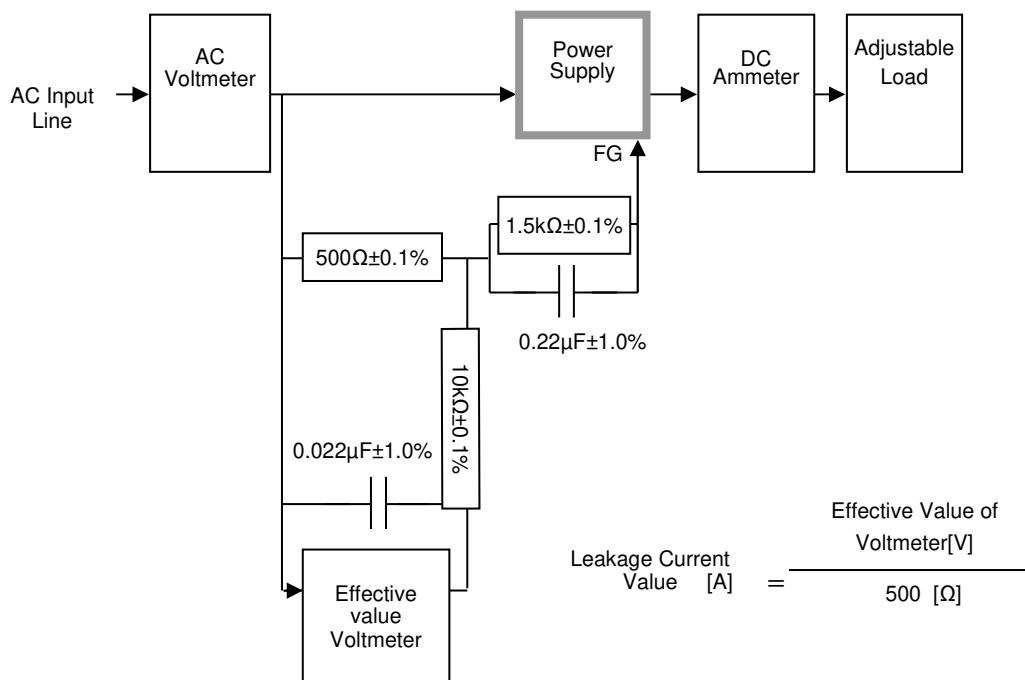 AC
Voltmeter
Power
Supply
DC
Ammeter
Adjustable
Load
AC Input
Line
FG
1.5kΩ±0.1%
500Ω±0.1%
0.22µF±1.0%
10kΩ±0.1%
0.022µF±1.0%
Effective
value
Voltmeter
Leakage Current
Value [A]
=
Effective Value of
Voltmeter[V]
500 [Ω]